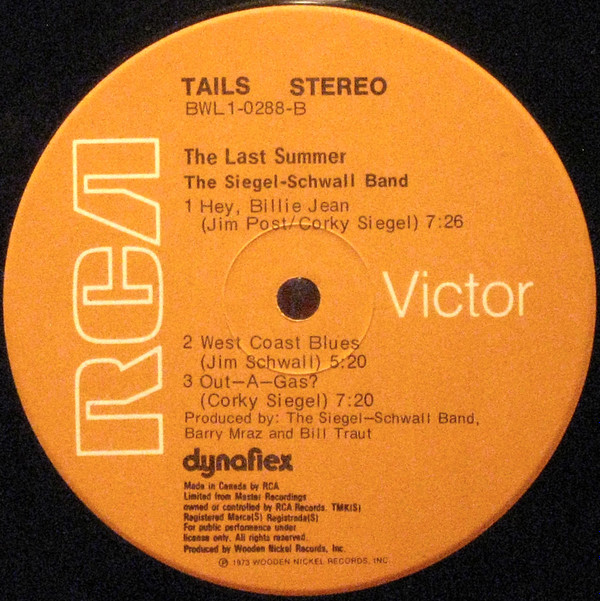 TAILS STEREO
BWL1-0288-B
The Last Summer
The Siegel-Schwall Band
1 Hey, Billie Jean
(Jim Post/Corky Siegel) 7:26
RCA
Victor
2 West Coast Blues
(Jim Schwall) 5:20
3 Out-A-Gas?
(Corky Siegel) 7:20
Produced by: The Siegel-Schwall Band,
Barry Mraz and Bill Traut
dynaflex
Made in Canada by RCA
Limited from Master Recordings
owned or controlled by RCA Records. TMK(S)
Registered Marca(S) Registrada(S)
For public performance under
license only. All rights reserved.
Produced by Wooden Nickel Records, Inc.
℗ 1973 WOODEN NICKEL RECORDS, INC.